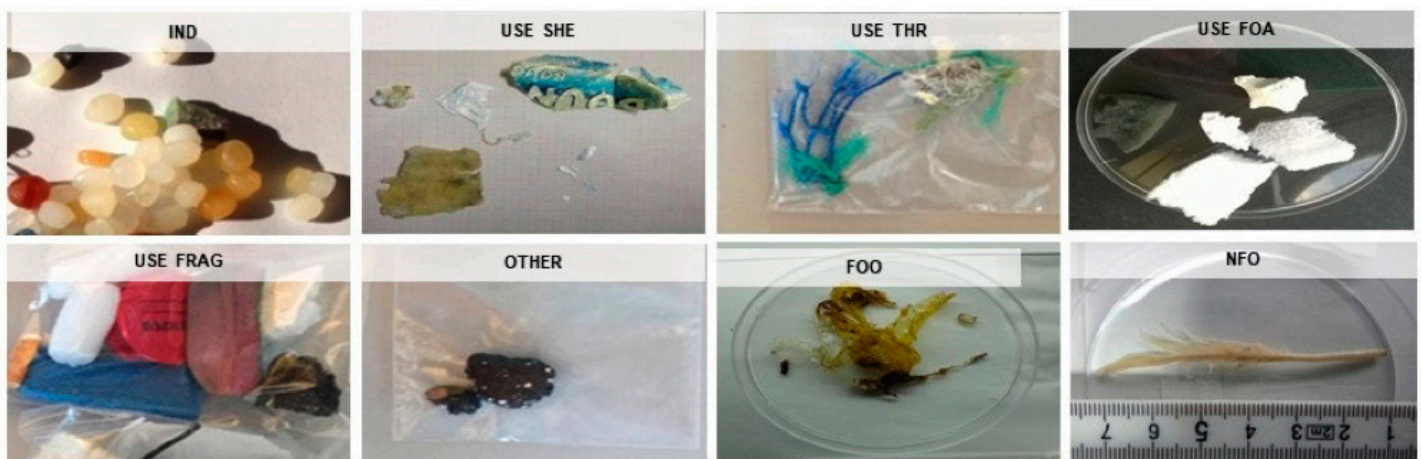 IND
USE SHE
USE THR
USE FOA
USE FRAG
OTHER
FOO
NFO
7 6 5 4 3 2m 2 1